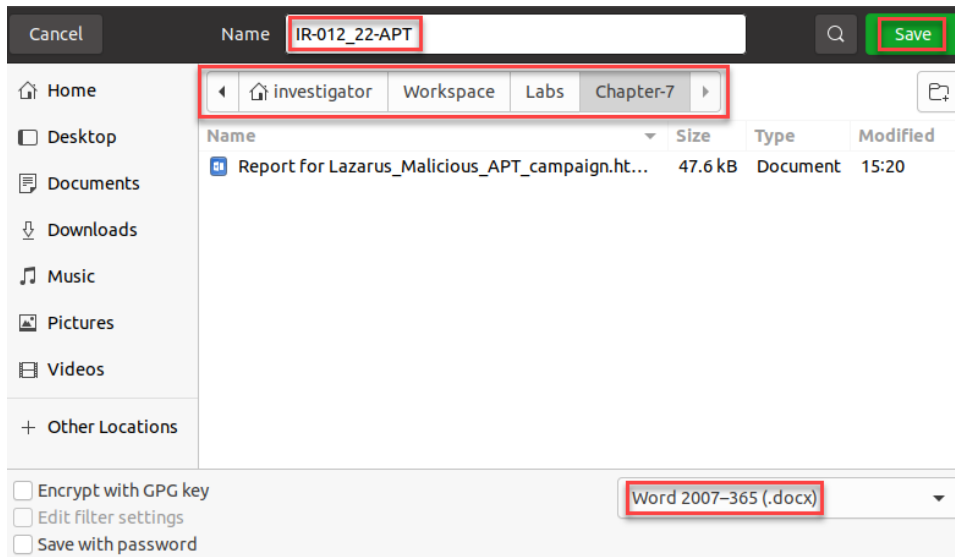 Cancel Name IR-012_22-APT Save
Home
Desktop
Documents
Downloads
Music
Pictures
Videos
Other Locations
investigator Workspace Labs Chapter-7
Name Size Type Modified
Report for Lazarus_Malicious_APT_campaign.ht... 47.6 kB Document 15:20
Encrypt with GPG key
Edit filter settings
Save with password
Word 2007–365 (.docx)